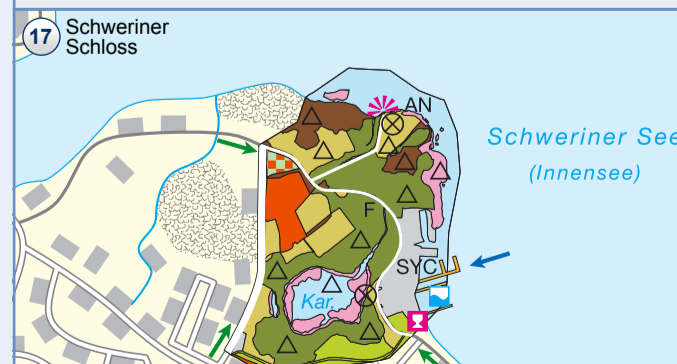 17 Schweriner
Schloss
AN
Schweriner See
(Innensee)
F
SYC
Kar.